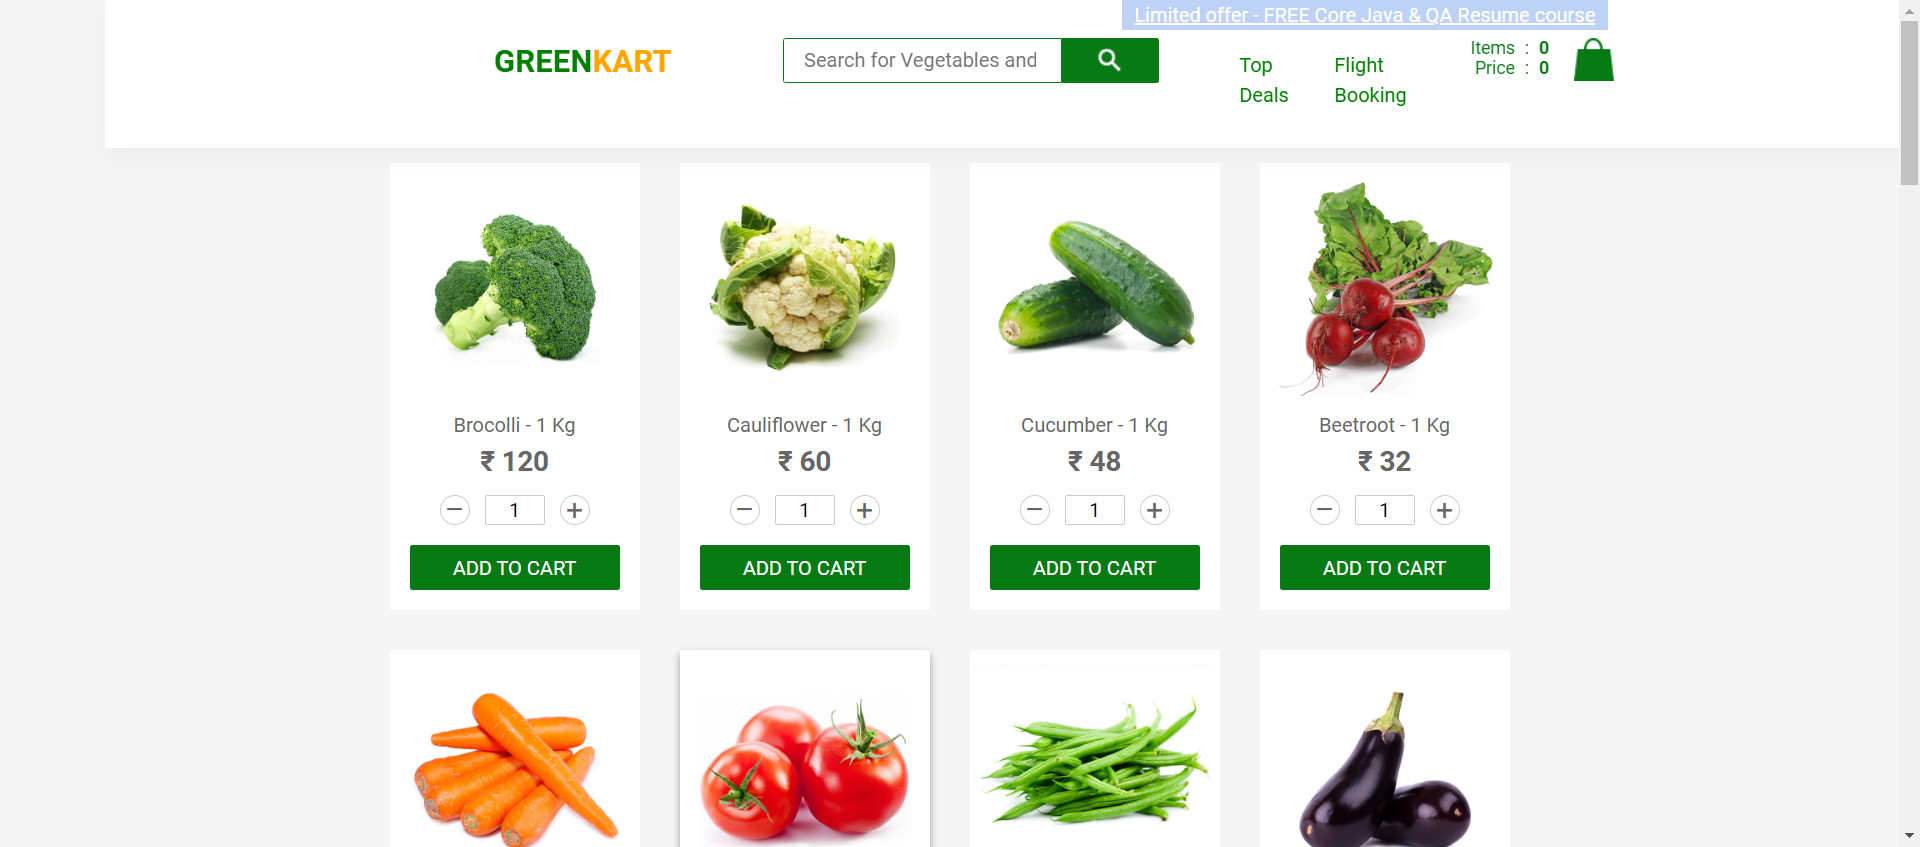 Limited offer - FREE Core Java & QA Resume course
GREENKART
Search for Vegetables and
Top
Deals
Flight
Booking
Items : 0
Price : 0
Brocolli - 1 Kg
₹ 120
− 1 +
ADD TO CART
Cauliflower - 1 Kg
₹ 60
− 1 +
ADD TO CART
Cucumber - 1 Kg
₹ 48
− 1 +
ADD TO CART
Beetroot - 1 Kg
₹ 32
− 1 +
ADD TO CART